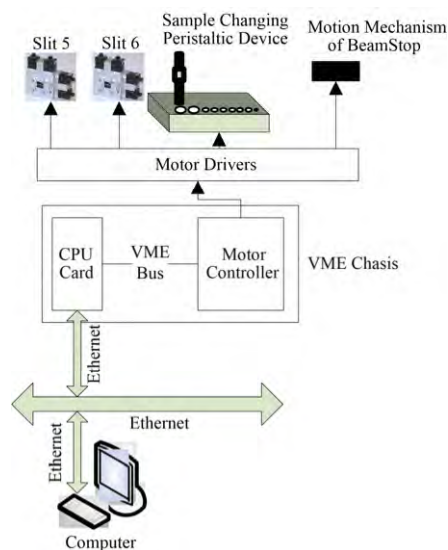 Sample Changing
Peristaltic Device
Slit 5
Slit 6
Motion Mechanism
of BeamStop
Motor Drivers
CPU
Card
VME
Bus
Motor
Controller
VME Chasis
Ethernet
Ethernet
Ethernet
Computer